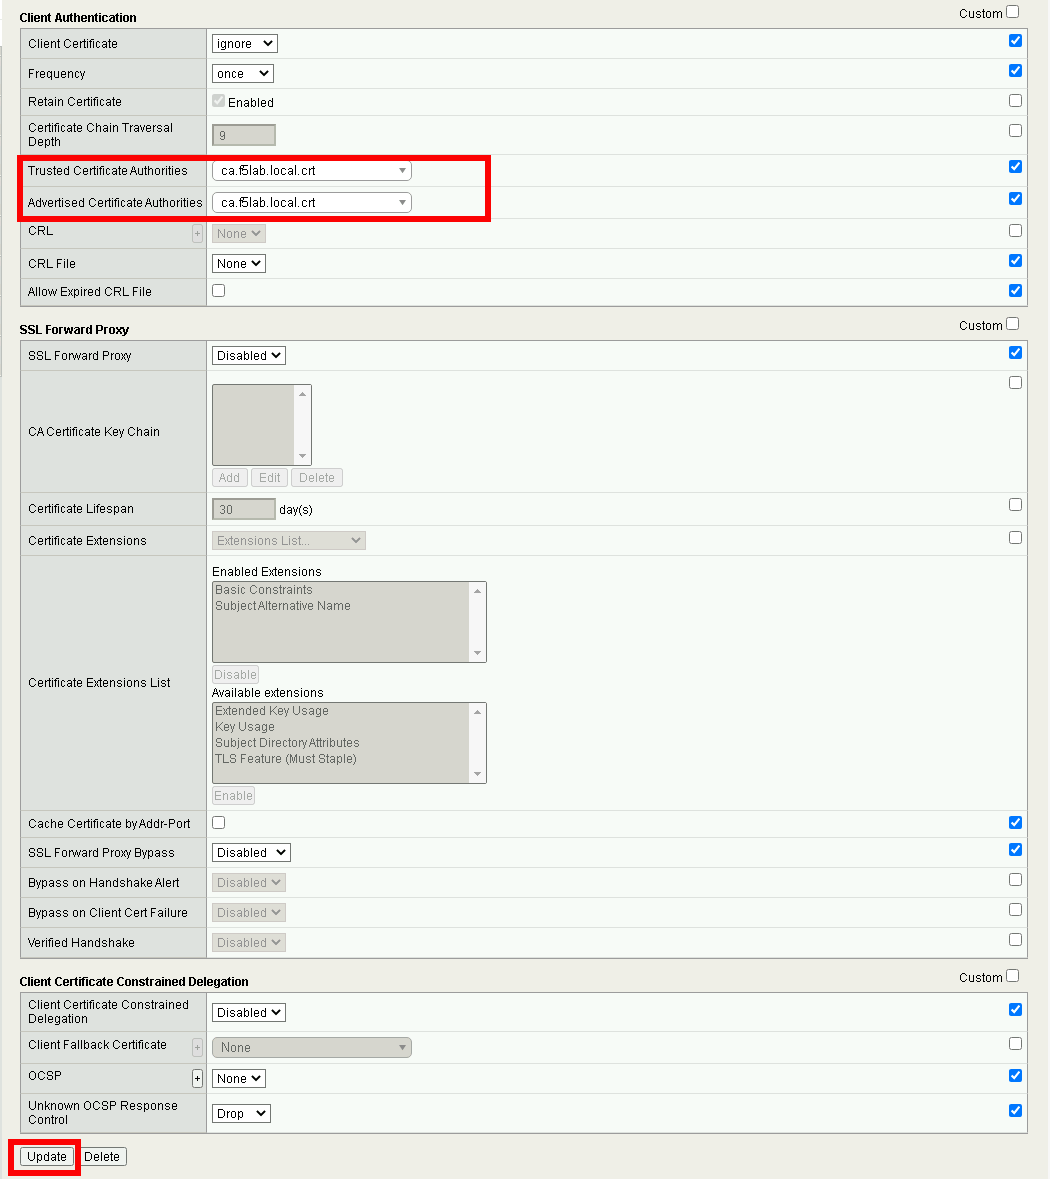 Client Authentication Custom
Client Certificate ignore
Frequency once
Retain Certificate Enabled
Certificate Chain Traversal
Depth 9
Trusted Certificate Authorities ca.f5lab.local.crt
Advertised Certificate Authorities ca.f5lab.local.crt
CRL + None
CRL File None
Allow Expired CRL File
SSL Forward Proxy Custom
SSL Forward Proxy Disabled
CA Certificate Key Chain
Add Edit Delete
Certificate Lifespan 30 day(s)
Certificate Extensions Extensions List...
Certificate Extensions List
Enabled Extensions
Basic Constraints
Subject Alternative Name
Disable
Available extensions
Extended Key Usage
Key Usage
Subject Directory Attributes
TLS Feature (Must Staple)
Enable
Cache Certificate by Addr-Port
SSL Forward Proxy Bypass Disabled
Bypass on Handshake Alert Disabled
Bypass on Client Cert Failure Disabled
Verified Handshake Disabled
Client Certificate Constrained Delegation Custom
Client Certificate Constrained
Delegation Disabled
Client Fallback Certificate + None
OCSP + None
Unknown OCSP Response
Control Drop
Update Delete